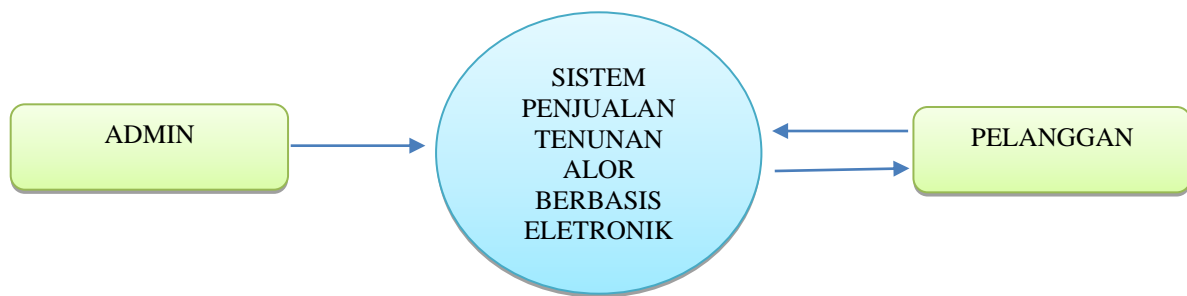 ADMIN
SISTEM
PENJUALAN
TENUNAN
ALOR
BERBASIS
ELETRONIK
PELANGGAN